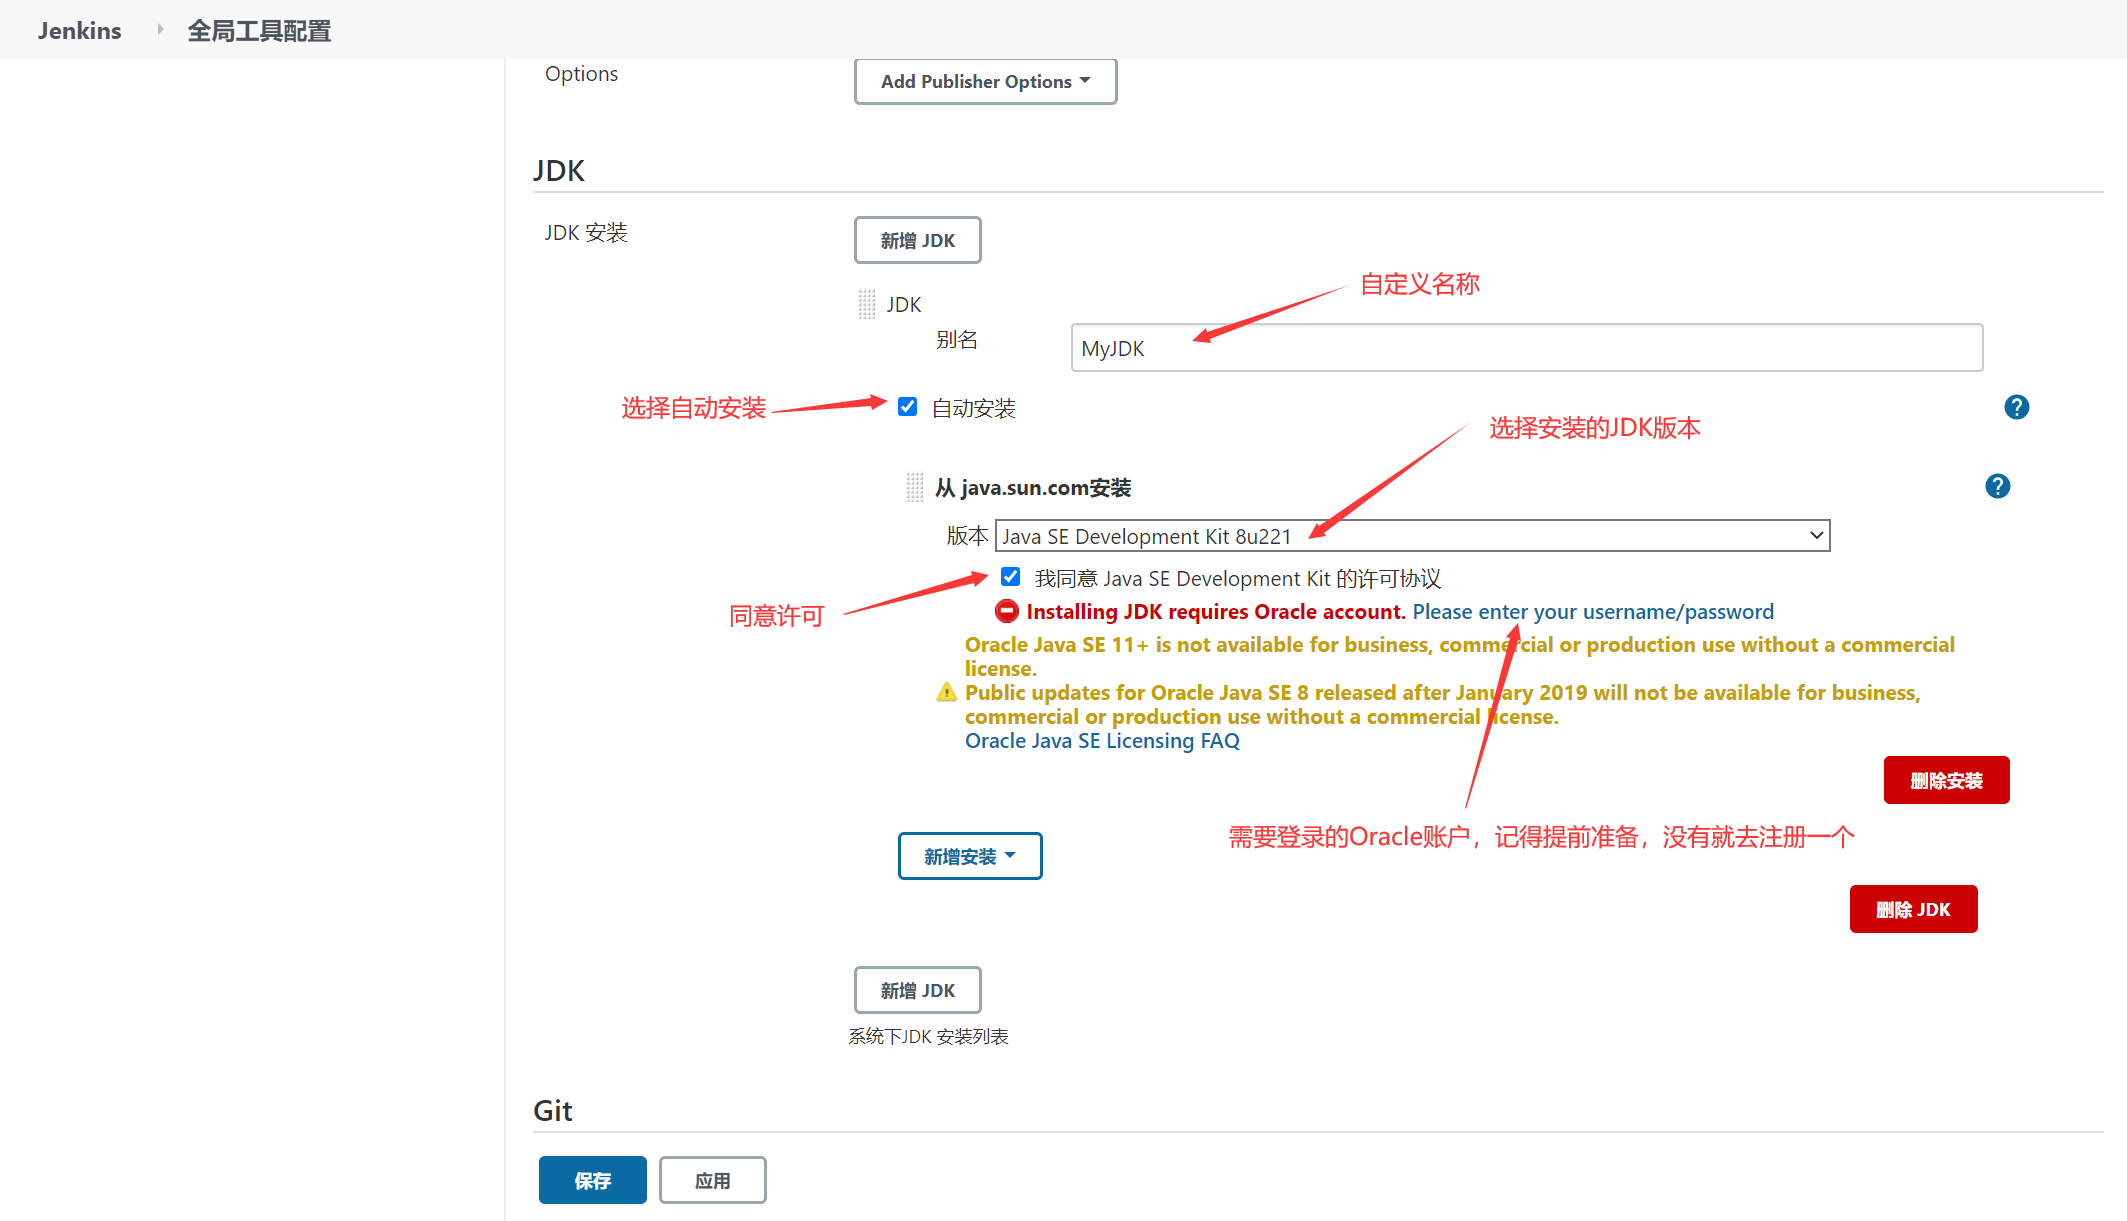 Jenkins 全局工具配置
Options
Add Publisher Options
JDK
JDK 安装
新增 JDK
自定义名称
JDK
别名
MyJDK
选择自动安装
自动安装
?
选择安装的JDK版本
从 java.sun.com安装
?
版本
Java SE Development Kit 8u221
我同意 Java SE Development Kit 的许可协议
同意许可
Installing JDK requires Oracle account. Please enter your username/password
Oracle Java SE 11+ is not available for business, commercial or production use without a commercial
license.
Public updates for Oracle Java SE 8 released after January 2019 will not be available for business,
commercial or production use without a commercial license.
Oracle Java SE Licensing FAQ
删除安装
需要登录的Oracle账户，记得提前准备，没有就去注册一个
新增安装
删除 JDK
新增 JDK
系统下JDK 安装列表
Git
保存
应用